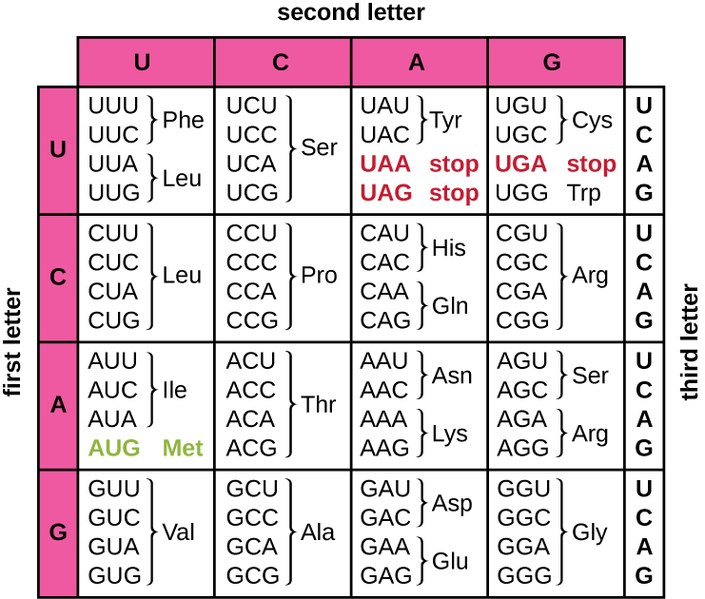 second letter
U C A G
first letter
third letter
U
UUU UCU UAU UGU U
Phe Tyr Cys
UUC UCC UAC UGC C
Ser
UUA UCA UAA stop UGA stop A
Leu
UUG UCG UAG stop UGG Trp G
C
CUU CCU CAU CGU U
His
CUC CCC CAC CGC C
Leu Pro Arg
CUA CCA CAA CGA A
Gln
CUG CCG CAG CGG G
A
AUU ACU AAU AGU U
Asn Ser
AUC Ile ACC AAC AGC C
Thr
AUA ACA AAA AGA A
Lys Arg
AUG Met ACG AAG AGG G
G
GUU GCU GAU GGU U
Asp
GUC GCC GAC GGC C
Val Ala Gly
GUA GCA GAA GGA A
Glu
GUG GCG GAG GGG G